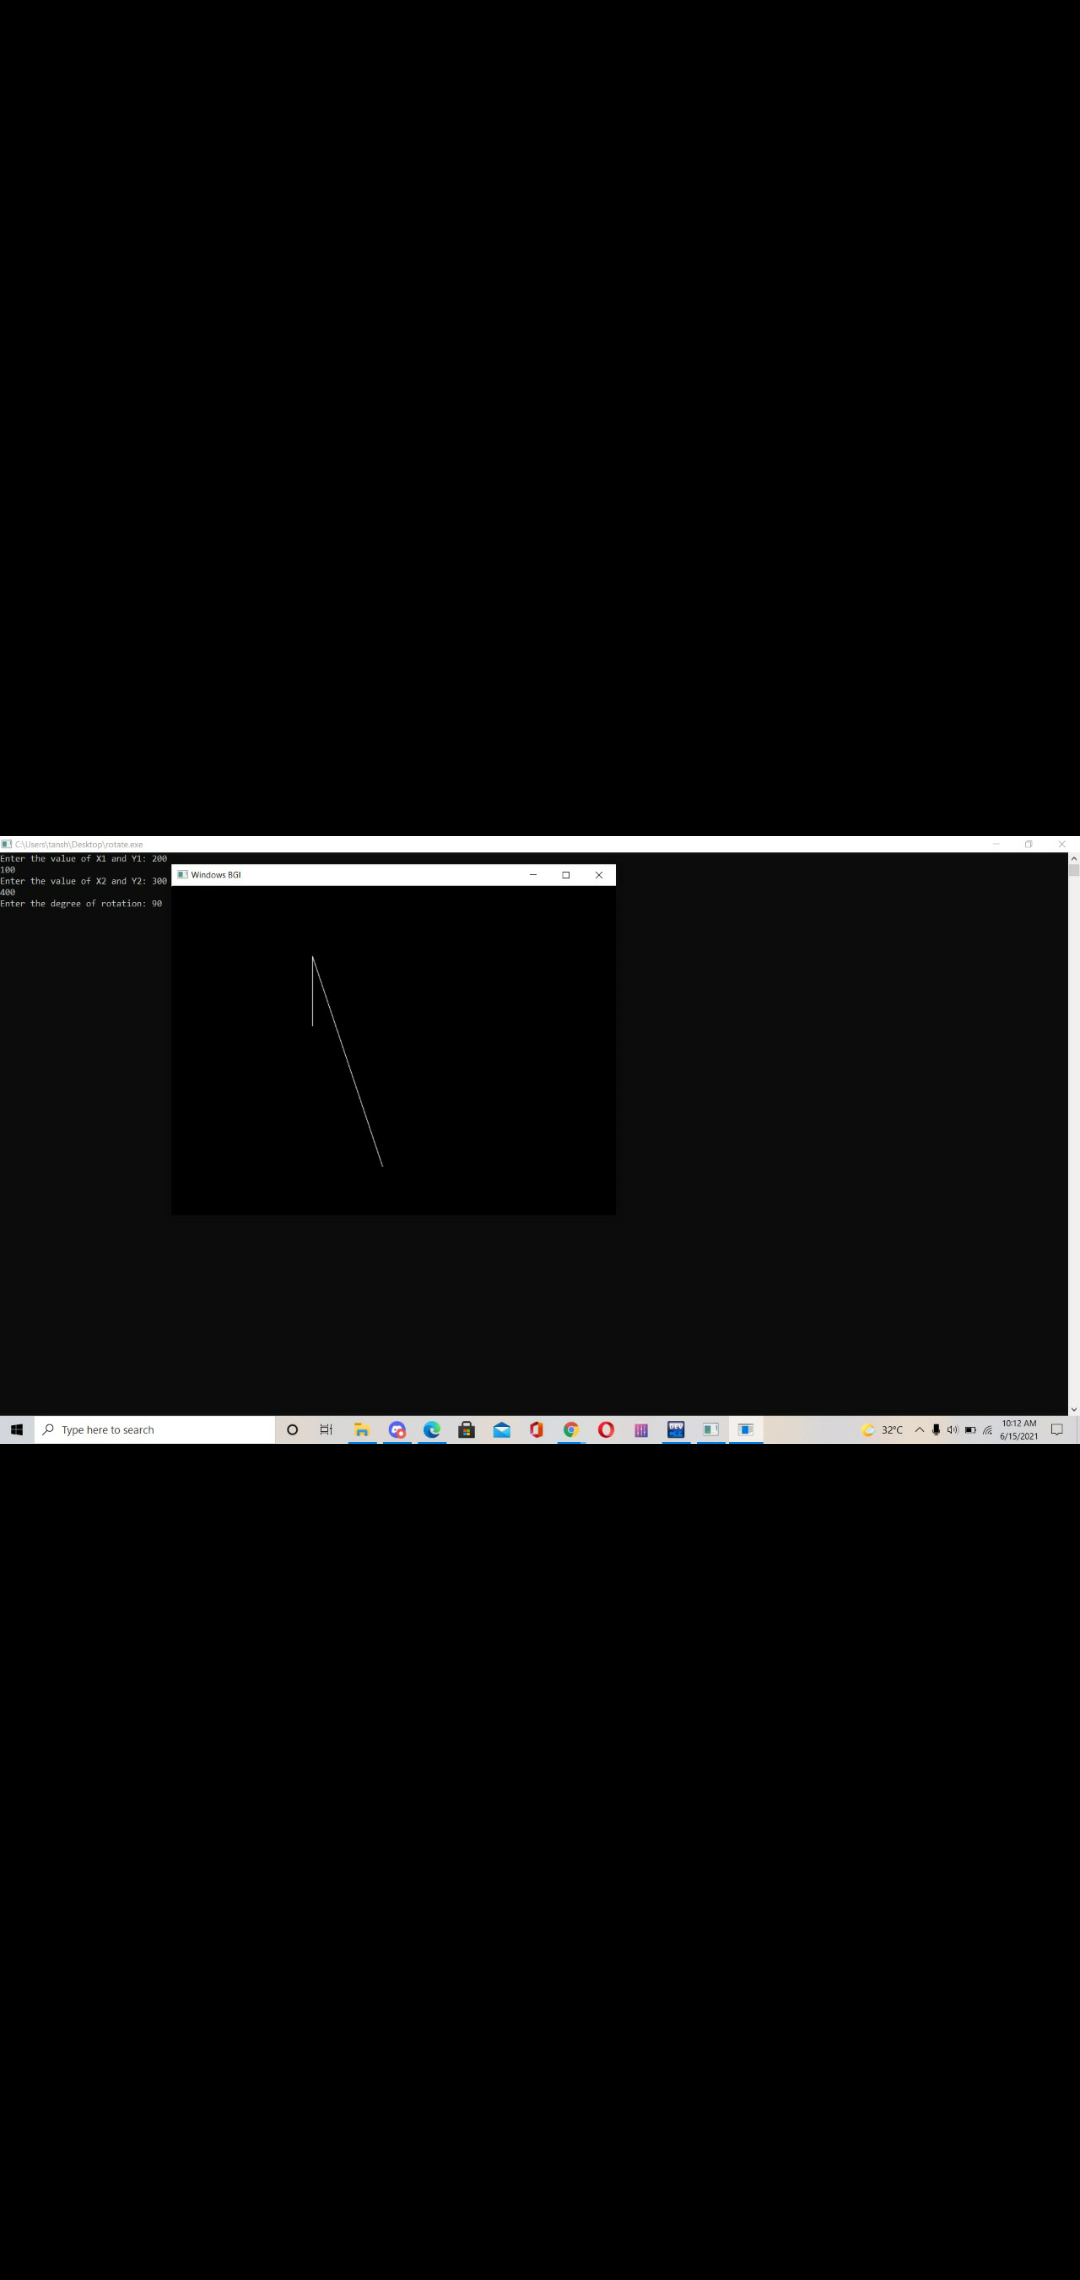 C:\Users\tansh\Desktop\rotate.exe
Enter the value of X1 and Y1: 200
100
Enter the value of X2 and Y2: 300
400
Enter the degree of rotation: 90
Windows BGI
Type here to search
DEV
32°C
10:12 AM
6/15/2021